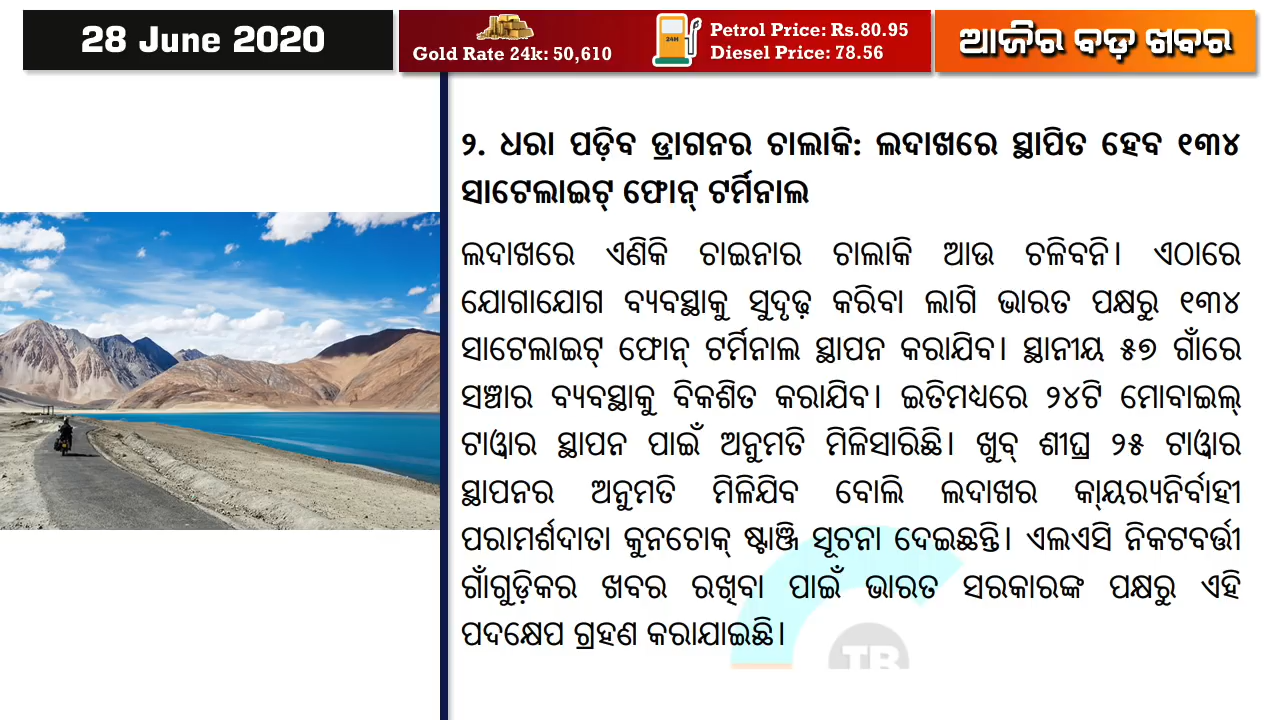 28 June 2020
Gold Rate 24k: 50,610
24H
Petrol Price: Rs.80.95
Diesel Price: 78.56
ଆଜିର ବଡ଼ ଖବର
୨. ଧରା ପଡ଼ିବ ଡ୍ରାଗନର ଚାଲାକି: ଲଦାଖରେ ସ୍ଥାପିତ ହେବ ୧୩୪
ସାଟେଲାଇଟ୍ ଫୋନ୍ ଟର୍ମିନାଲ
ଲଦାଖରେ ଏଣିକି ଚାଇନାର ଚାଲାକି ଆଉ ଚଳିବନି। ଏଠାରେ
ଯୋଗାଯୋଗ ବ୍ୟବସ୍ଥାକୁ ସୁଦୃଢ଼ କରିବା ଲାଗି ଭାରତ ପକ୍ଷରୁ ୧୩୪
ସାଟେଲାଇଟ୍ ଫୋନ୍ ଟର୍ମିନାଲ ସ୍ଥାପନ କରାଯିବ। ସ୍ଥାନୀୟ ୫୭ ଗାଁରେ
ସଞ୍ଚାର ବ୍ୟବସ୍ଥାକୁ ବିକଶିତ କରାଯିବ। ଇତିମଧ୍ୟରେ ୨୪ଟି ମୋବାଇଲ୍
ଟାୱାର ସ୍ଥାପନ ପାଇଁ ଅନୁମତି ମିଳିସାରିଛି। ଖୁବ୍ ଶୀଘ୍ର ୨୫ ଟାୱାର
ସ୍ଥାପନର ଅନୁମତି ମିଳିଯିବ ବୋଲି ଲଦାଖର କା୍ୟର‍୍ୟନିର୍ବାହୀ
ପରାମର୍ଶଦାତା କୁନଚୋକ୍ ଷ୍ଟାଞ୍ଜି ସୂଚନା ଦେଇଛନ୍ତି। ଏଲଏସି ନିକଟବର୍ତ୍ତୀ
ଗାଁଗୁଡ଼ିକର ଖବର ରଖିବା ପାଇଁ ଭାରତ ସରକାରଙ୍କ ପକ୍ଷରୁ ଏହି
ପଦକ୍ଷେପ ଗ୍ରହଣ କରାଯାଇଛି।
TB